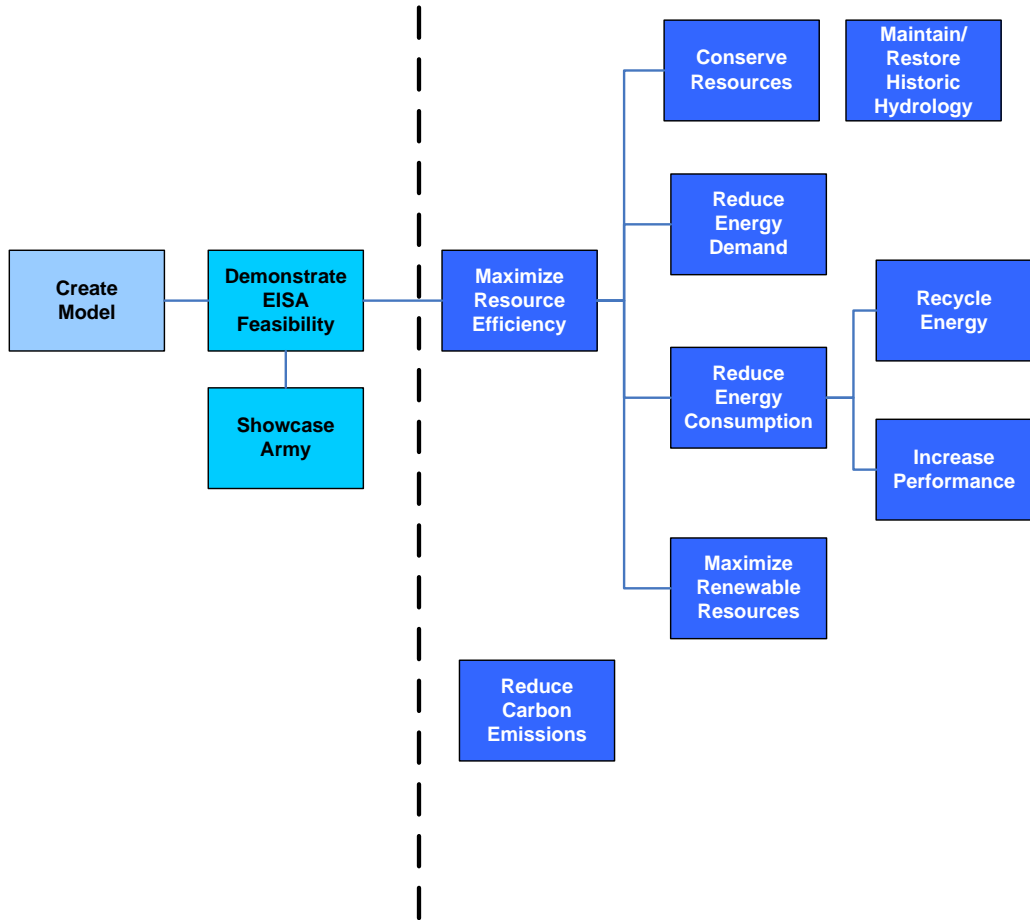 Conserve
Resources
Maintain/
Restore
Historic
Hydrology
Reduce
Energy
Demand
Create
Model
Demonstrate
EISA
Feasibility
Maximize
Resource
Efficiency
Recycle
Energy
Reduce
Energy
Consumption
Showcase
Army
Increase
Performance
Maximize
Renewable
Resources
Reduce
Carbon
Emissions